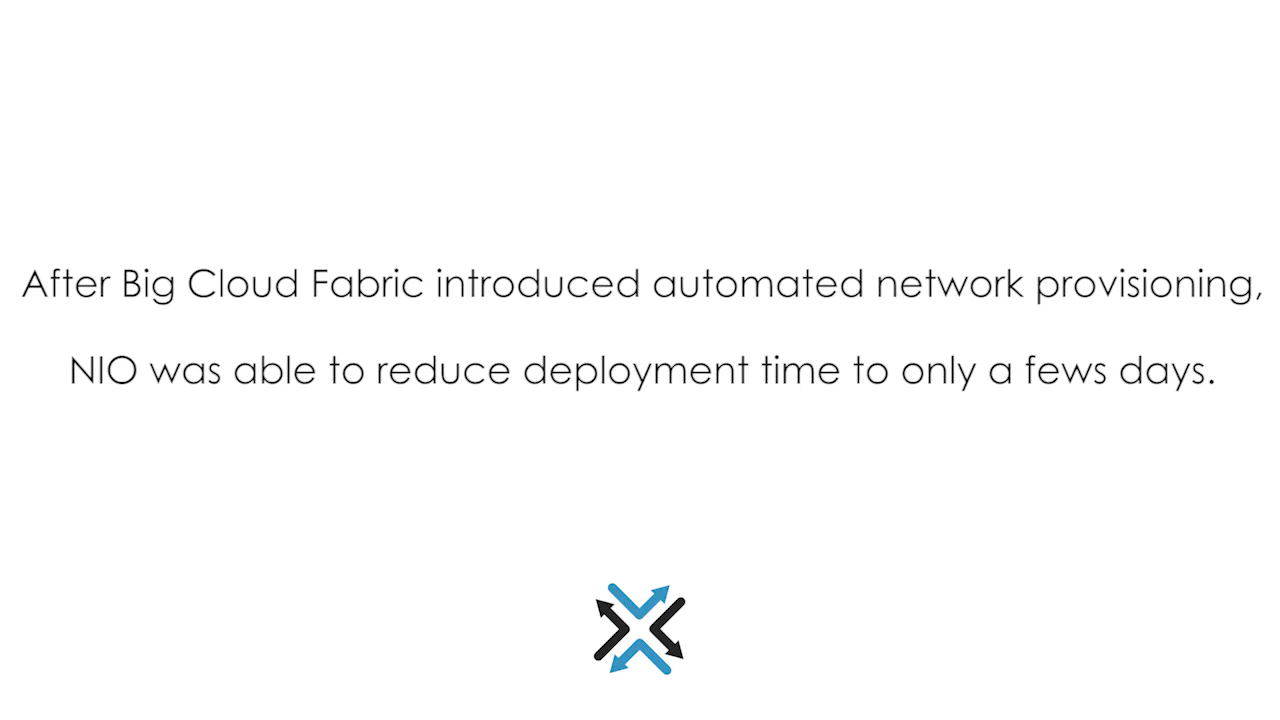 After Big Cloud Fabric introduced automated network provisioning,
NIO was able to reduce deployment time to only a fews days.